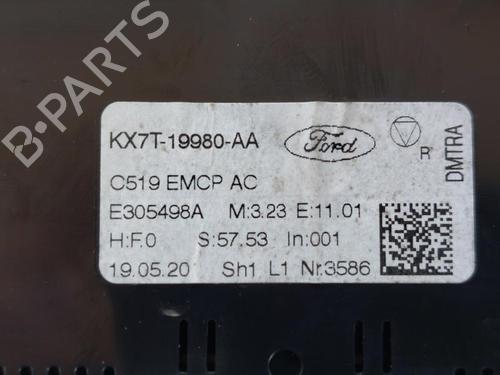 B-PARTS
KX7T-19980-AA
Ford
R
DMTRA
C519 EMCP AC
E305498A M:3.23 E:11.01
H:F.0 S:57.53 In:001
19.05.20 Sh1 L1 Nr.3586